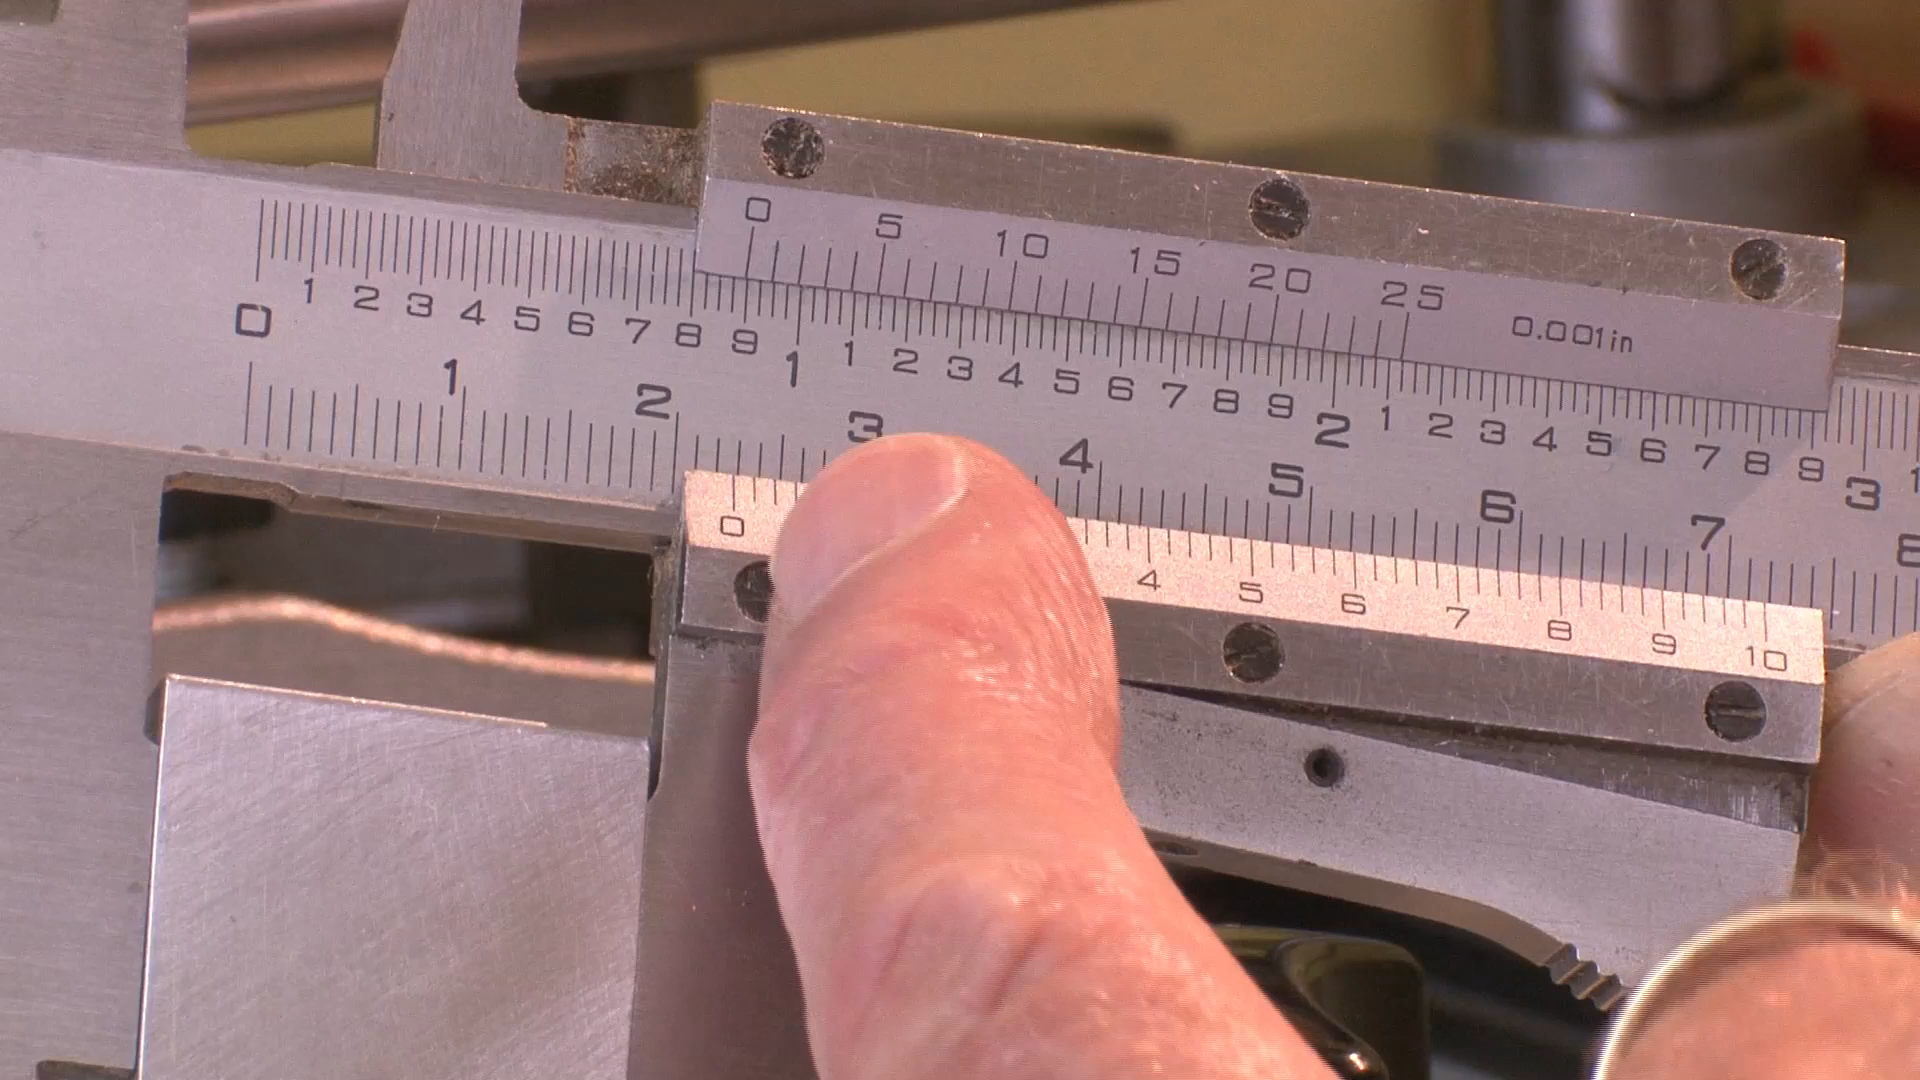 0 5 10 15 20 25 0.001in
1 2 3 4 5 6 7 8 9 1 2 3 4 5 6 7 8 9 1 2 3 4 5 6 7 8 9 1
0 1 2 3
1 2 3 4 5 6 7 8
0 4 5 6 7 8 9 10